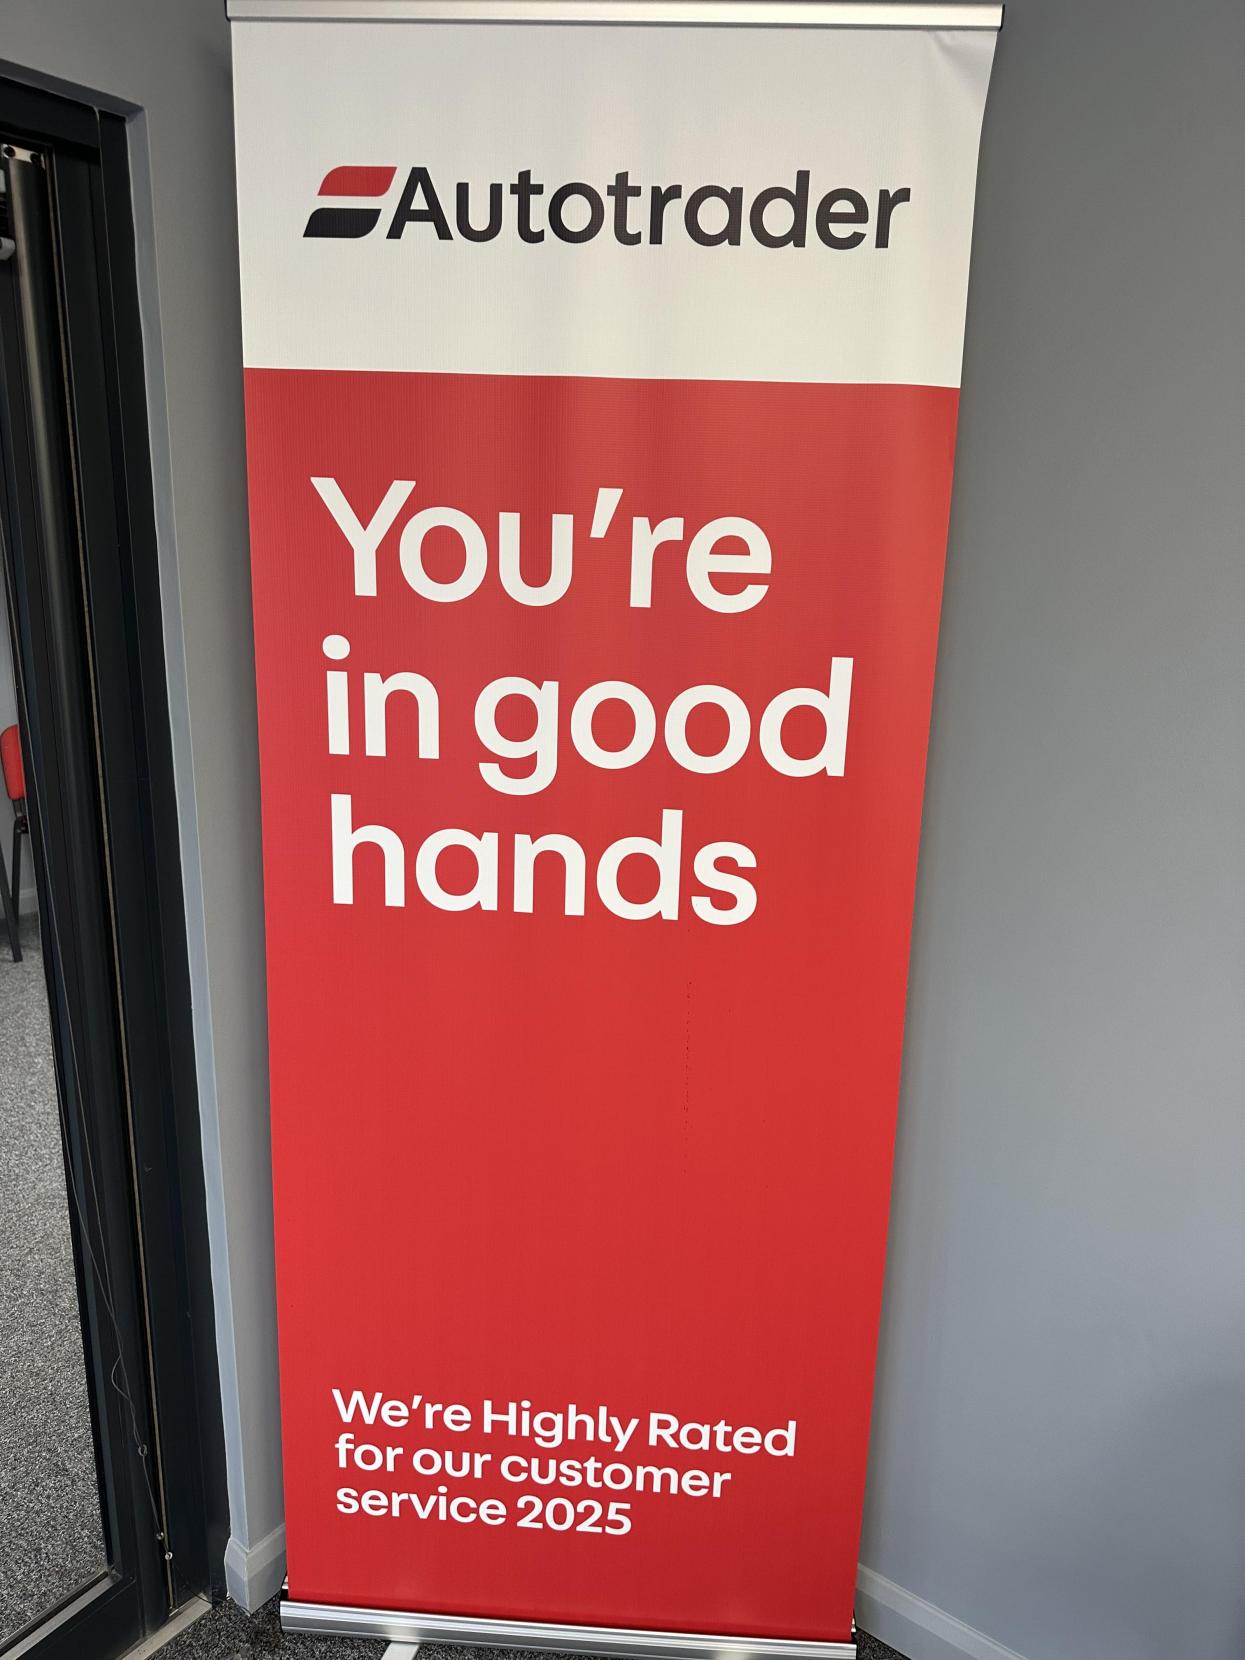 Autotrader
You're
in good
hands
We're Highly Rated
for our customer
service 2025